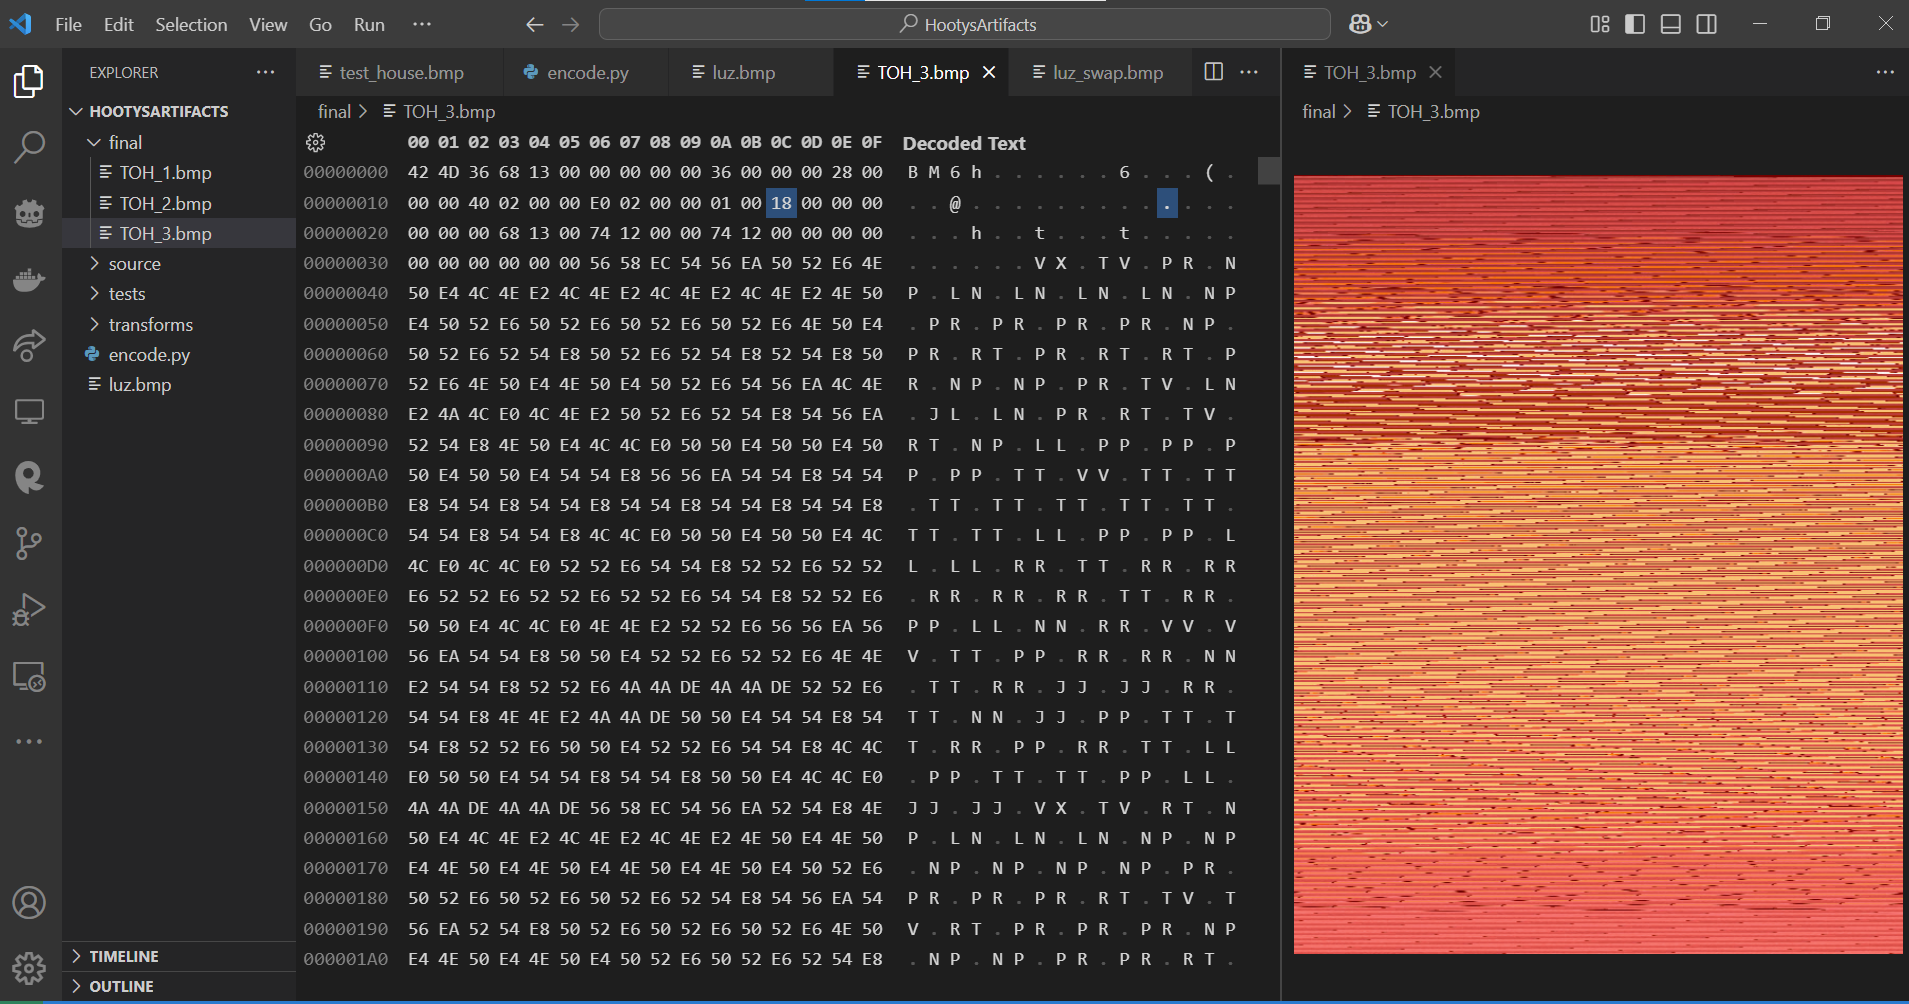 File Edit Selection View Go Run ··· HootysArtifacts
EXPLORER ···
HOOTYSARTIFACTS
final
TOH_1.bmp
TOH_2.bmp
TOH_3.bmp
source
tests
transforms
encode.py
luz.bmp
TIMELINE
OUTLINE
test_house.bmp encode.py luz.bmp TOH_3.bmp luz_swap.bmp ···
final > TOH_3.bmp
00 01 02 03 04 05 06 07 08 09 0A 0B 0C 0D 0E 0F Decoded Text
00000000 42 4D 36 68 13 00 00 00 00 00 36 00 00 00 28 00 B M 6 h . . . . . . 6 . . . ( .
00000010 00 00 40 02 00 00 E0 02 00 00 01 00 18 00 00 00 . . @ . . . . . . . . . . . . .
00000020 00 00 00 68 13 00 74 12 00 00 74 12 00 00 00 00 . . . h . . t . . . t . . . . .
00000030 00 00 00 00 00 00 56 58 EC 54 56 EA 50 52 E6 4E . . . . . . V X . T V . P R . N
00000040 50 E4 4C 4E E2 4C 4E E2 4C 4E E2 4C 4E E2 4E 50 P . L N . L N . L N . L N . N P
00000050 E4 50 52 E6 50 52 E6 50 52 E6 50 52 E6 4E 50 E4 . P R . P R . P R . P R . N P .
00000060 50 52 E6 52 54 E8 50 52 E6 52 54 E8 52 54 E8 50 P R . R T . P R . R T . R T . P
00000070 52 E6 4E 50 E4 4E 50 E4 50 52 E6 54 56 EA 4C 4E R . N P . N P . P R . T V . L N
00000080 E2 4A 4C E0 4C 4E E2 50 52 E6 52 54 E8 54 56 EA . J L . L N . P R . R T . T V .
00000090 52 54 E8 4E 50 E4 4C 4C E0 50 50 E4 50 50 E4 50 R T . N P . L L . P P . P P . P
000000A0 50 E4 50 50 E4 54 54 E8 56 56 EA 54 54 E8 54 54 P . P P . T T . V V . T T . T T
000000B0 E8 54 54 E8 54 54 E8 54 54 E8 54 54 E8 54 54 E8 . T T . T T . T T . T T . T T .
000000C0 54 54 E8 54 54 E8 4C 4C E0 50 50 E4 50 50 E4 4C T T . T T . L L . P P . P P . L
000000D0 4C E0 4C 4C E0 52 52 E6 54 54 E8 52 52 E6 52 52 L . L L . R R . T T . R R . R R
000000E0 E6 52 52 E6 52 52 E6 52 52 E6 54 54 E8 52 52 E6 . R R . R R . R R . T T . R R .
000000F0 50 50 E4 4C 4C E0 4E 4E E2 52 52 E6 56 56 EA 56 P P . L L . N N . R R . V V . V
00000100 56 EA 54 54 E8 50 50 E4 52 52 E6 52 52 E6 4E 4E V . T T . P P . R R . R R . N N
00000110 E2 54 54 E8 52 52 E6 4A 4A DE 4A 4A DE 52 52 E6 . T T . R R . J J . J J . R R .
00000120 54 54 E8 4E 4E E2 4A 4A DE 50 50 E4 54 54 E8 54 T T . N N . J J . P P . T T . T
00000130 54 E8 52 52 E6 50 50 E4 52 52 E6 54 54 E8 4C 4C T . R R . P P . R R . T T . L L
00000140 E0 50 50 E4 54 54 E8 54 54 E8 50 50 E4 4C 4C E0 . P P . T T . T T . P P . L L .
00000150 4A 4A DE 4A 4A DE 56 58 EC 54 56 EA 52 54 E8 4E J J . J J . V X . T V . R T . N
00000160 50 E4 4C 4E E2 4C 4E E2 4C 4E E2 4E 50 E4 4E 50 P . L N . L N . L N . N P . N P
00000170 E4 4E 50 E4 4E 50 E4 4E 50 E4 4E 50 E4 50 52 E6 . N P . N P . N P . N P . P R .
00000180 50 52 E6 50 52 E6 50 52 E6 52 54 E8 54 56 EA 54 P R . P R . P R . R T . T V . T
00000190 56 EA 52 54 E8 50 52 E6 50 52 E6 50 52 E6 4E 50 V . R T . P R . P R . P R . N P
000001A0 E4 4E 50 E4 4E 50 E4 50 52 E6 50 52 E6 52 54 E8 . N P . N P . P R . P R . R T .
TOH_3.bmp ···
final > TOH_3.bmp